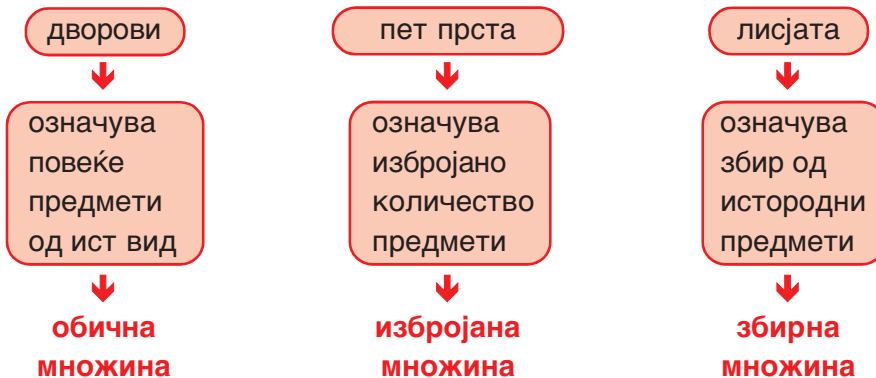 дворови
означува
повеќе
предмети
од ист вид
обична
множина
пет прста
означува
избројано
количество
предмети
избројана
множина
лисјата
означува
збир од
истородни
предмети
збирна
множина